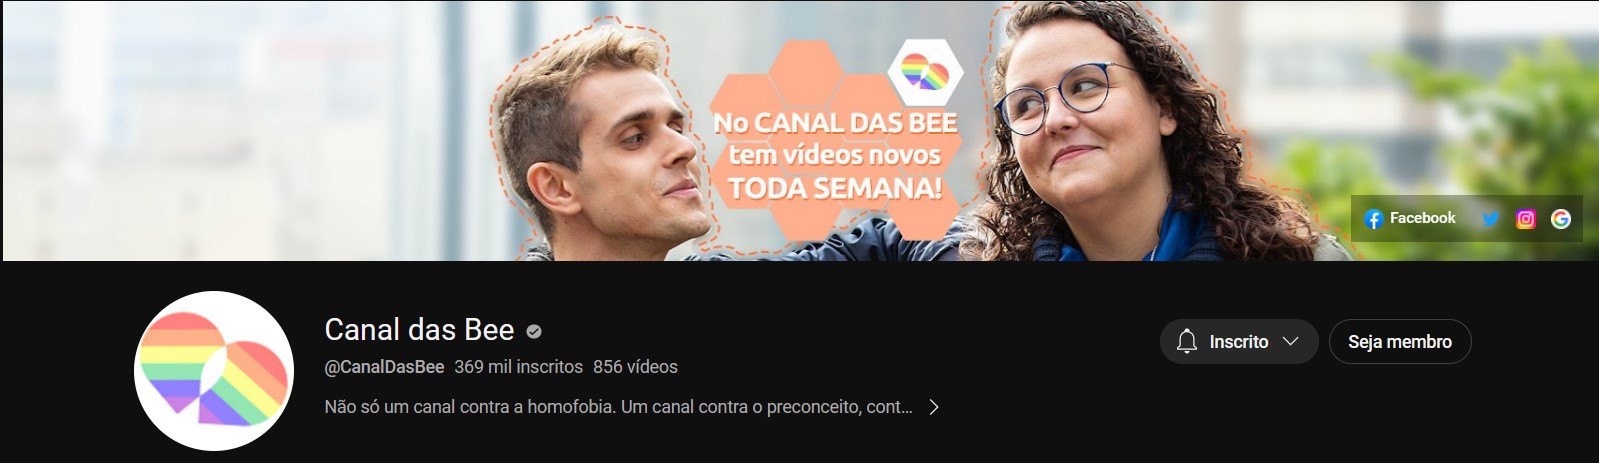 No CANAL DAS BEE
tem vídeos novos
TODA SEMANA!
Facebook
Canal das Bee
@CanalDasBee 369 mil inscritos 856 vídeos
Inscrito
Seja membro
Não só um canal contra a homofobia. Um canal contra o preconceito, cont...